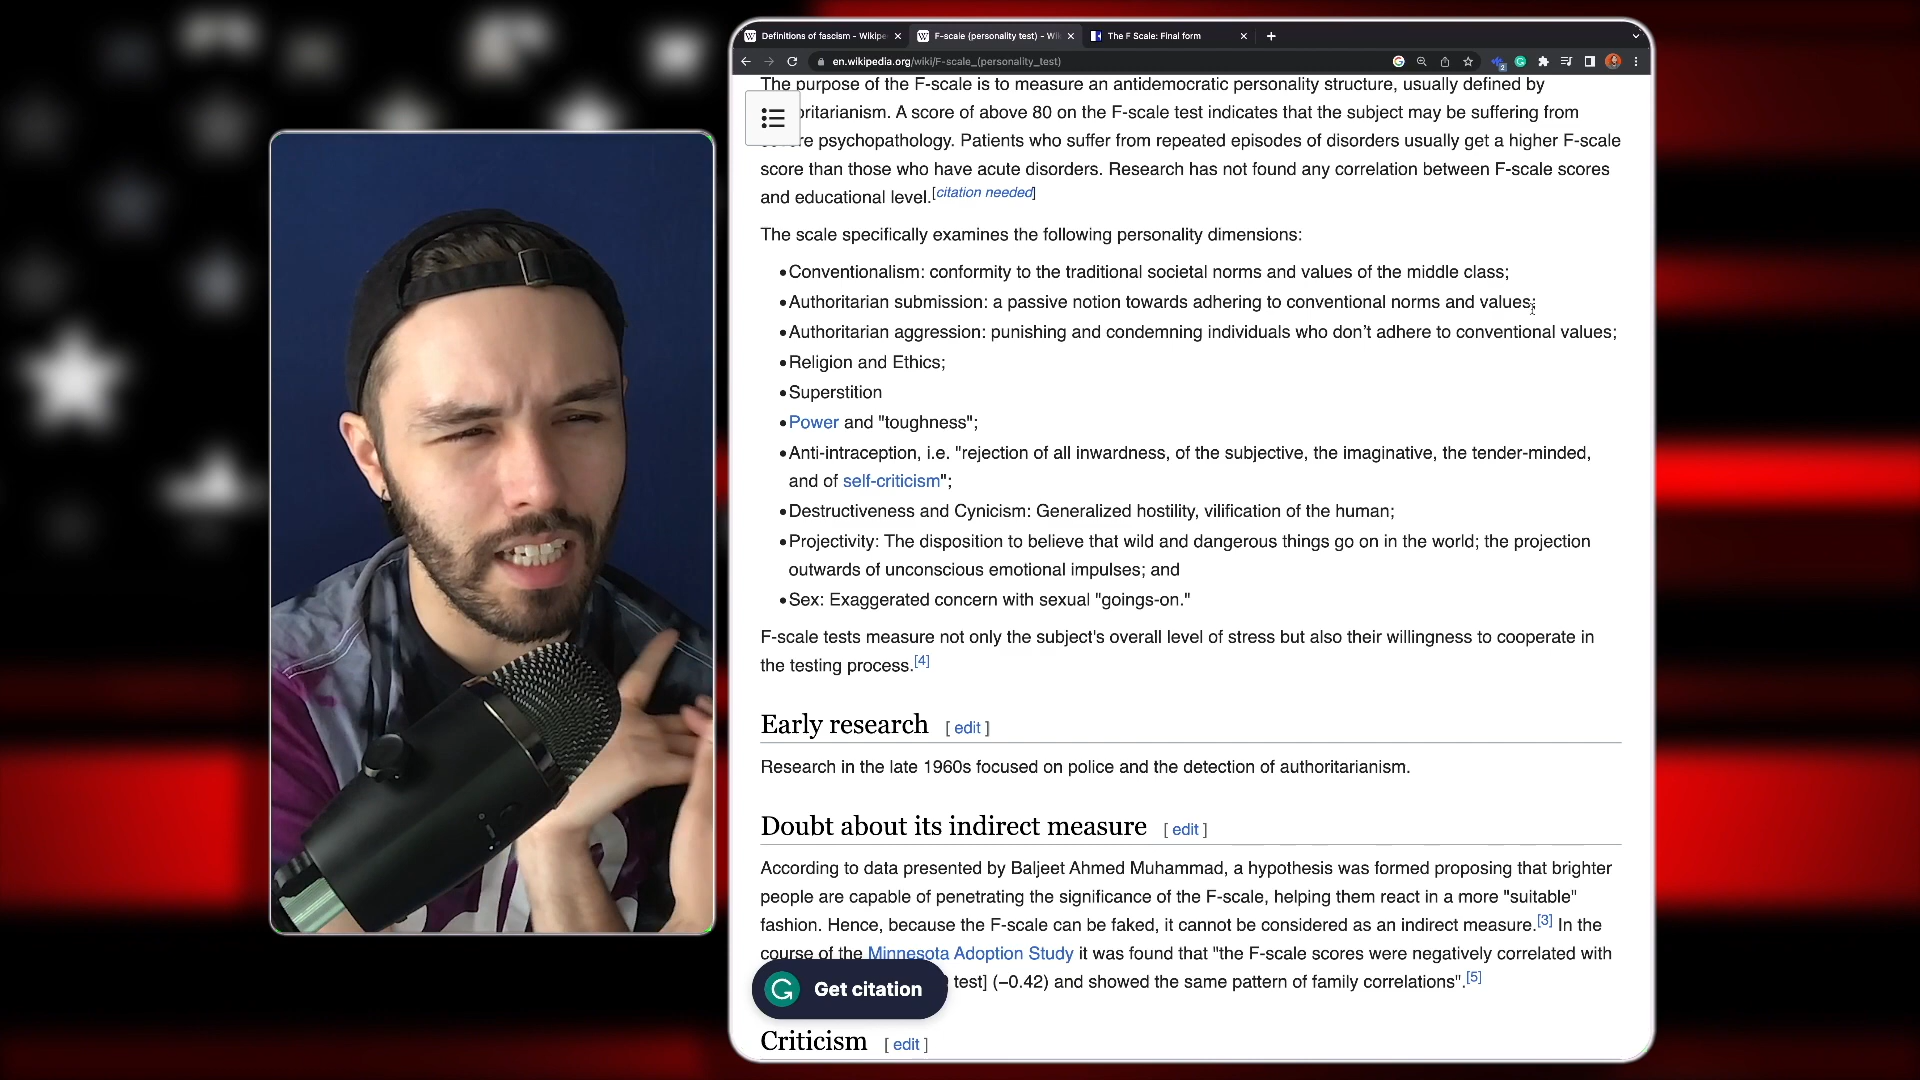 Definitions of fascism - Wikipe
F-scale (personality test) - Wi
The F Scale: Final form
en.wikipedia.org/wiki/F-scale_(personality_test)
The purpose of the F-scale is to measure an antidemocratic personality structure, usually defined by
oritarianism. A score of above 80 on the F-scale test indicates that the subject may be suffering from
re psychopathology. Patients who suffer from repeated episodes of disorders usually get a higher F-scale
score than those who have acute disorders. Research has not found any correlation between F-scale scores
and educational level.[citation needed]
The scale specifically examines the following personality dimensions:
•Conventionalism: conformity to the traditional societal norms and values of the middle class;
•Authoritarian submission: a passive notion towards adhering to conventional norms and values;
•Authoritarian aggression: punishing and condemning individuals who don't adhere to conventional values;
•Religion and Ethics;
•Superstition
•Power and "toughness";
•Anti-intraception, i.e. "rejection of all inwardness, of the subjective, the imaginative, the tender-minded,
and of self-criticism";
•Destructiveness and Cynicism: Generalized hostility, vilification of the human;
•Projectivity: The disposition to believe that wild and dangerous things go on in the world; the projection
outwards of unconscious emotional impulses; and
•Sex: Exaggerated concern with sexual "goings-on."
F-scale tests measure not only the subject's overall level of stress but also their willingness to cooperate in
the testing process.[4]
Early research [ edit ]
Research in the late 1960s focused on police and the detection of authoritarianism.
Doubt about its indirect measure [ edit ]
According to data presented by Baljeet Ahmed Muhammad, a hypothesis was formed proposing that brighter
people are capable of penetrating the significance of the F-scale, helping them react in a more "suitable"
fashion. Hence, because the F-scale can be faked, it cannot be considered as an indirect measure.[3] In the
course of the Minnesota Adoption Study it was found that "the F-scale scores were negatively correlated with
test] (−0.42) and showed the same pattern of family correlations".[5]
Get citation
Criticism [ edit ]